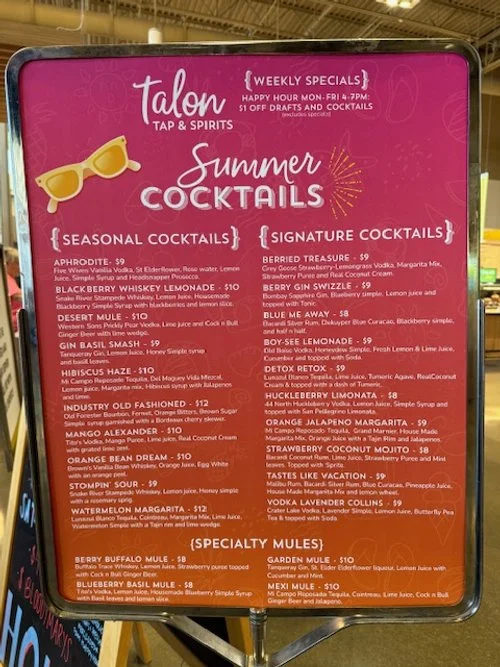 Talon
TAP & SPIRITS
{WEEKLY SPECIALS}
HAPPY HOUR MON-FRI 4-7PM:
$1 OFF DRAFTS AND COCKTAILS
(excludes specials)
Summer
COCKTAILS
{SEASONAL COCKTAILS}
APHRODITE- $9
Five Wives Vanilla Vodka, St Elderflower, Rose water, Lemon
Juice, Simple Syrup and Headsnapper Prosecco.
BLACKBERRY WHISKEY LEMONADE - $10
Snake River Stampede Whiskey, Lemon Juice, Housemade
Blackberry Simple Syrup with blackberries and lemon slice.
DESERT MULE - $10
Western Sons Prickly Pear Vodka, Lime juice and Cock n Bull
Ginger Beer with lime wedge.
GIN BASIL SMASH - $9
Tanqueray Gin, Lemon Juice, Honey Simple syrup
and basil leaves.
HIBISCUS HAZE - $10
Mi Campo Reposado Tequila, Del Maguey Vida Mezcal,
Lemon juice, Margarita mix, Hibiscus syrup with Jalapenos
and lime.
INDUSTRY OLD FASHIONED - $12
Old Forester Bourbon, Fernet, Orange Bitters, Brown Sugar
Simple syrup garnished with a Bordeaux cherry skewer.
MANGO ALEXANDER - $10
Tito's Vodka, Mango Puree, Lime juice, Real Coconut Cream
with grated lime zest.
ORANGE BEAN DREAM - $10
Brown's Vanilla Bean Whiskey, Orange Juice, Egg White
with an orange peel.
STOMPIN' SOUR - $9
Snake River Stampede Whiskey, Lemon juice, Honey simple
with a rosemary sprig.
WATERMELON MARGARITA - $12
Lunazul Blanco Tequila, Cointreau, Margarita Mix, Lime Juice,
Watermelon Simple with a Tajin rim and lime wedge.
{SIGNATURE COCKTAILS}
BERRIED TREASURE - $9
Grey Goose Strawberry-Lemongrass Vodka, Margarita Mix,
Strawberry Puree and Real Coconut Cream.
BERRY GIN SWIZZLE - $9
Bombay Sapphire Gin, Blueberry simple, Lemon juice and
topped with Tonic.
BLUE ME AWAY - $8
Bacardi Silver Rum, Dekuyper Blue Curacao, Blackberry simple,
and half n half.
BOY-SEE LEMONADE - $9
Old Boise Vodka, Honeydew Simple, Fresh Lemon & Lime Juice,
Cucumber and topped with Soda.
DETOX RETOX - $9
Lunazul Blanco Tequila, Lime Juice, Tumeric Agave, RealCoconut
Cream & topped with a dash of Tumeric.
HUCKLEBERRY LIMONATA - $8
44 North Huckleberry Vodka, Lemon Juice, Simple Syrup and
topped with San Pellegrino Limonata.
ORANGE JALAPENO MARGARITA - $9
Mi Campo Reposado Tequila, Grand Marnier, House Made
Margarita Mix, Orange Juice with a Tajin Rim and Jalapenos.
STRAWBERRY COCONUT MOJITO - $8
Bacardi Coconut Rum, Lime Juice, Strawberry Puree and Mint
leaves. Topped with Sprite.
TASTES LIKE VACATION - $9
Malibu Rum, Bacardi Silver Rum, Blue Curacao, Pineapple Juice,
House Made Margarita Mix and lemon wheel.
VODKA LAVENDER COLLINS - $9
Crater Lake Vodka, Lavender Simple, Lemon Juice, Butterfly Pea
Tea & topped with Soda.
{SPECIALTY MULES}
BERRY BUFFALO MULE - $8
Buffalo Trace Whiskey, Lemon Juice, Strawberry puree topped
with Cock n Bull Ginger Beer.
BLUEBERRY BASIL MULE - $8
Tito's Vodka, Lemon Juice, Housemade Blueberry Simple Syrup
with Basil leaves and lemon slice.
GARDEN MULE - $10
Tanqueray Gin, St. Elder Elderflower liqueur, Lemon Juice with
Cucumber and Mint.
MEXI MULE - $10
Mi Campo Reposado Tequila, Cointreau, Lime Juice, Cock n Bull
Ginger Beer and Jalapeno.